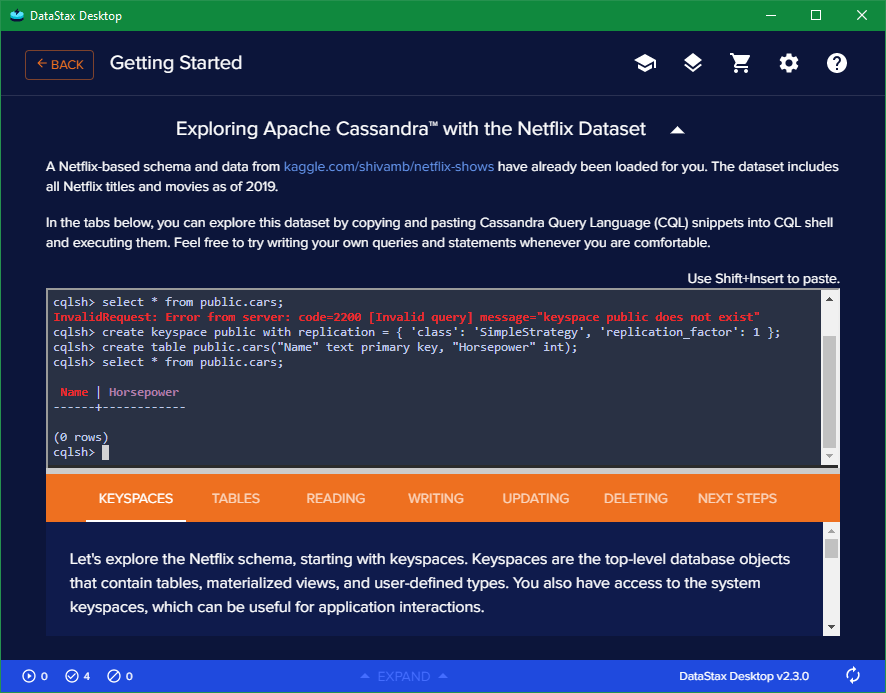 DataStax Desktop
← BACK
Getting Started
Exploring Apache Cassandra™ with the Netflix Dataset
A Netflix-based schema and data from kaggle.com/shivamb/netflix-shows have already been loaded for you. The dataset includes
all Netflix titles and movies as of 2019.
In the tabs below, you can explore this dataset by copying and pasting Cassandra Query Language (CQL) snippets into CQL shell
and executing them. Feel free to try writing your own queries and statements whenever you are comfortable.
Use Shift+Insert to paste.
cqlsh> select * from public.cars;
InvalidRequest: Error from server: code=2200 [Invalid query] message="keyspace public does not exist"
cqlsh> create keyspace public with replication = { 'class': 'SimpleStrategy', 'replication_factor': 1 };
cqlsh> create table public.cars("Name" text primary key, "Horsepower" int);
cqlsh> select * from public.cars;
Name | Horsepower
------+------------
(0 rows)
cqlsh>
KEYSPACES TABLES READING WRITING UPDATING DELETING NEXT STEPS
Let's explore the Netflix schema, starting with keyspaces. Keyspaces are the top-level database objects
that contain tables, materialized views, and user-defined types. You also have access to the system
keyspaces, which can be useful for application interactions.
0 4 0 EXPAND DataStax Desktop v2.3.0